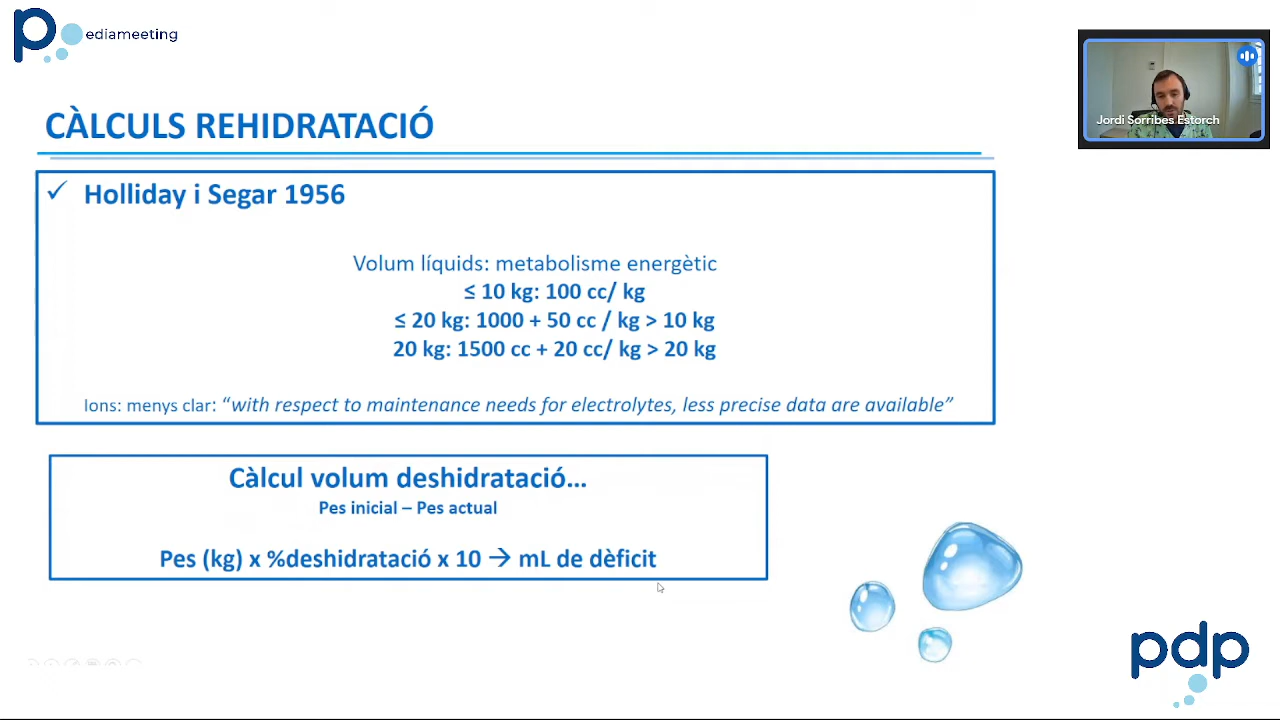 pediameeting
Jordi Sorribes Estorch
CÀLCULS REHIDRATACIÓ
✓ Holliday i Segar 1956
Volum líquids: metabolisme energètic
≤ 10 kg: 100 cc/ kg
≤ 20 kg: 1000 + 50 cc / kg > 10 kg
20 kg: 1500 cc + 20 cc/ kg > 20 kg
Ions: menys clar: “with respect to maintenance needs for electrolytes, less precise data are available”
Càlcul volum deshidratació…
Pes inicial – Pes actual
Pes (kg) x %deshidratació x 10 → mL de dèficit
pdp